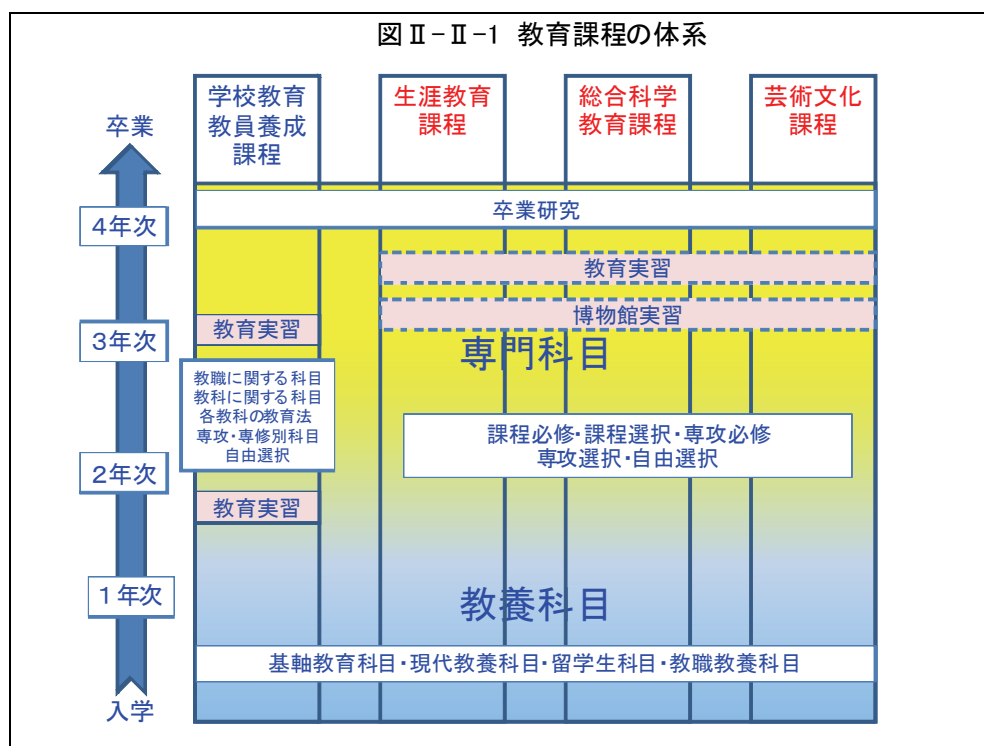 図Ⅱ-Ⅱ-1 教育課程の体系
学校教育
教員養成
課程
生涯教育
課程
総合科学
教育課程
芸術文化
課程
卒業
卒業研究
4年次
教育実習
博物館実習
教育実習
3年次
専門科目
教職に関する科目
教科に関する科目
各教科の教育法
専攻・専修別科目
自由選択
課程必修・課程選択・専攻必修
専攻選択・自由選択
2年次
教育実習
1年次
教養科目
基軸教育科目・現代教養科目・留学生科目・教職教養科目
入学